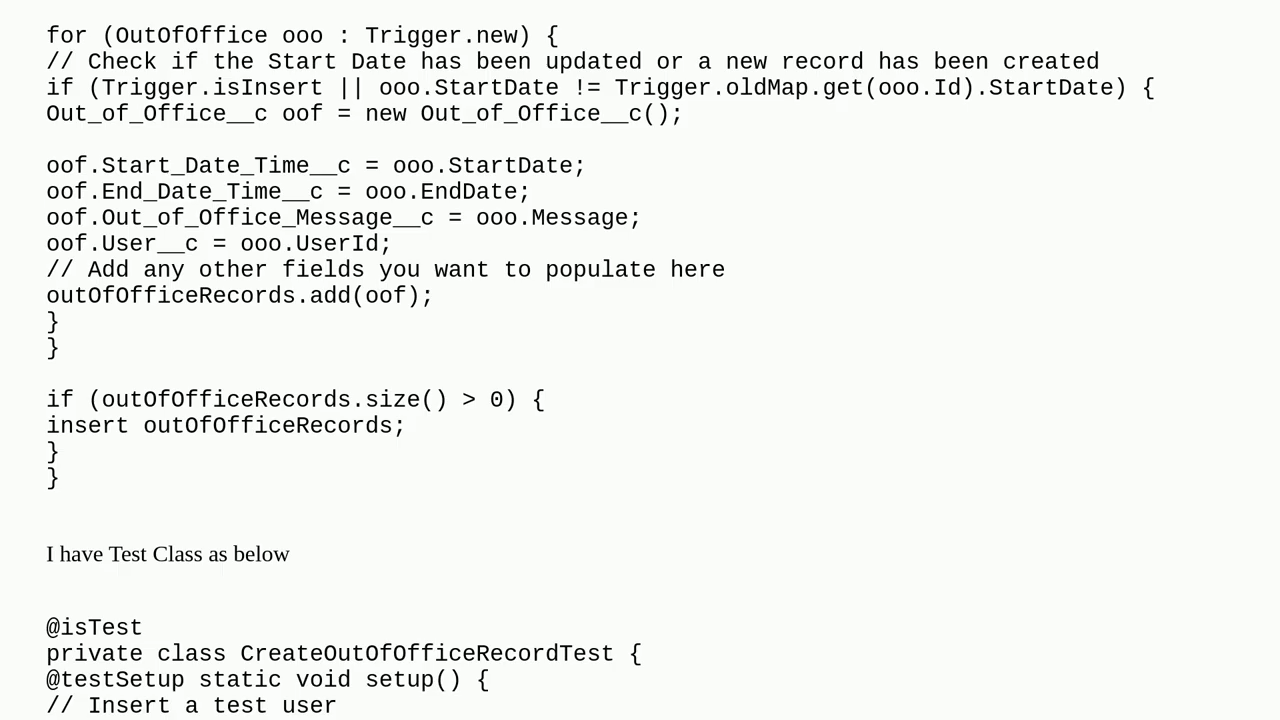 for (OutOfOffice ooo : Trigger.new) {
// Check if the Start Date has been updated or a new record has been created
if (Trigger.isInsert || ooo.StartDate != Trigger.oldMap.get(ooo.Id).StartDate) {
Out_of_Office__c oof = new Out_of_Office__c();
oof.Start_Date_Time__c = ooo.StartDate;
oof.End_Date_Time__c = ooo.EndDate;
oof.Out_of_Office_Message__c = ooo.Message;
oof.User__c = ooo.UserId;
// Add any other fields you want to populate here
outOfOfficeRecords.add(oof);
}
}
if (outOfOfficeRecords.size() > 0) {
insert outOfOfficeRecords;
}
}
I have Test Class as below
@isTest
private class CreateOutOfOfficeRecordTest {
@testSetup static void setup() {
// Insert a test user